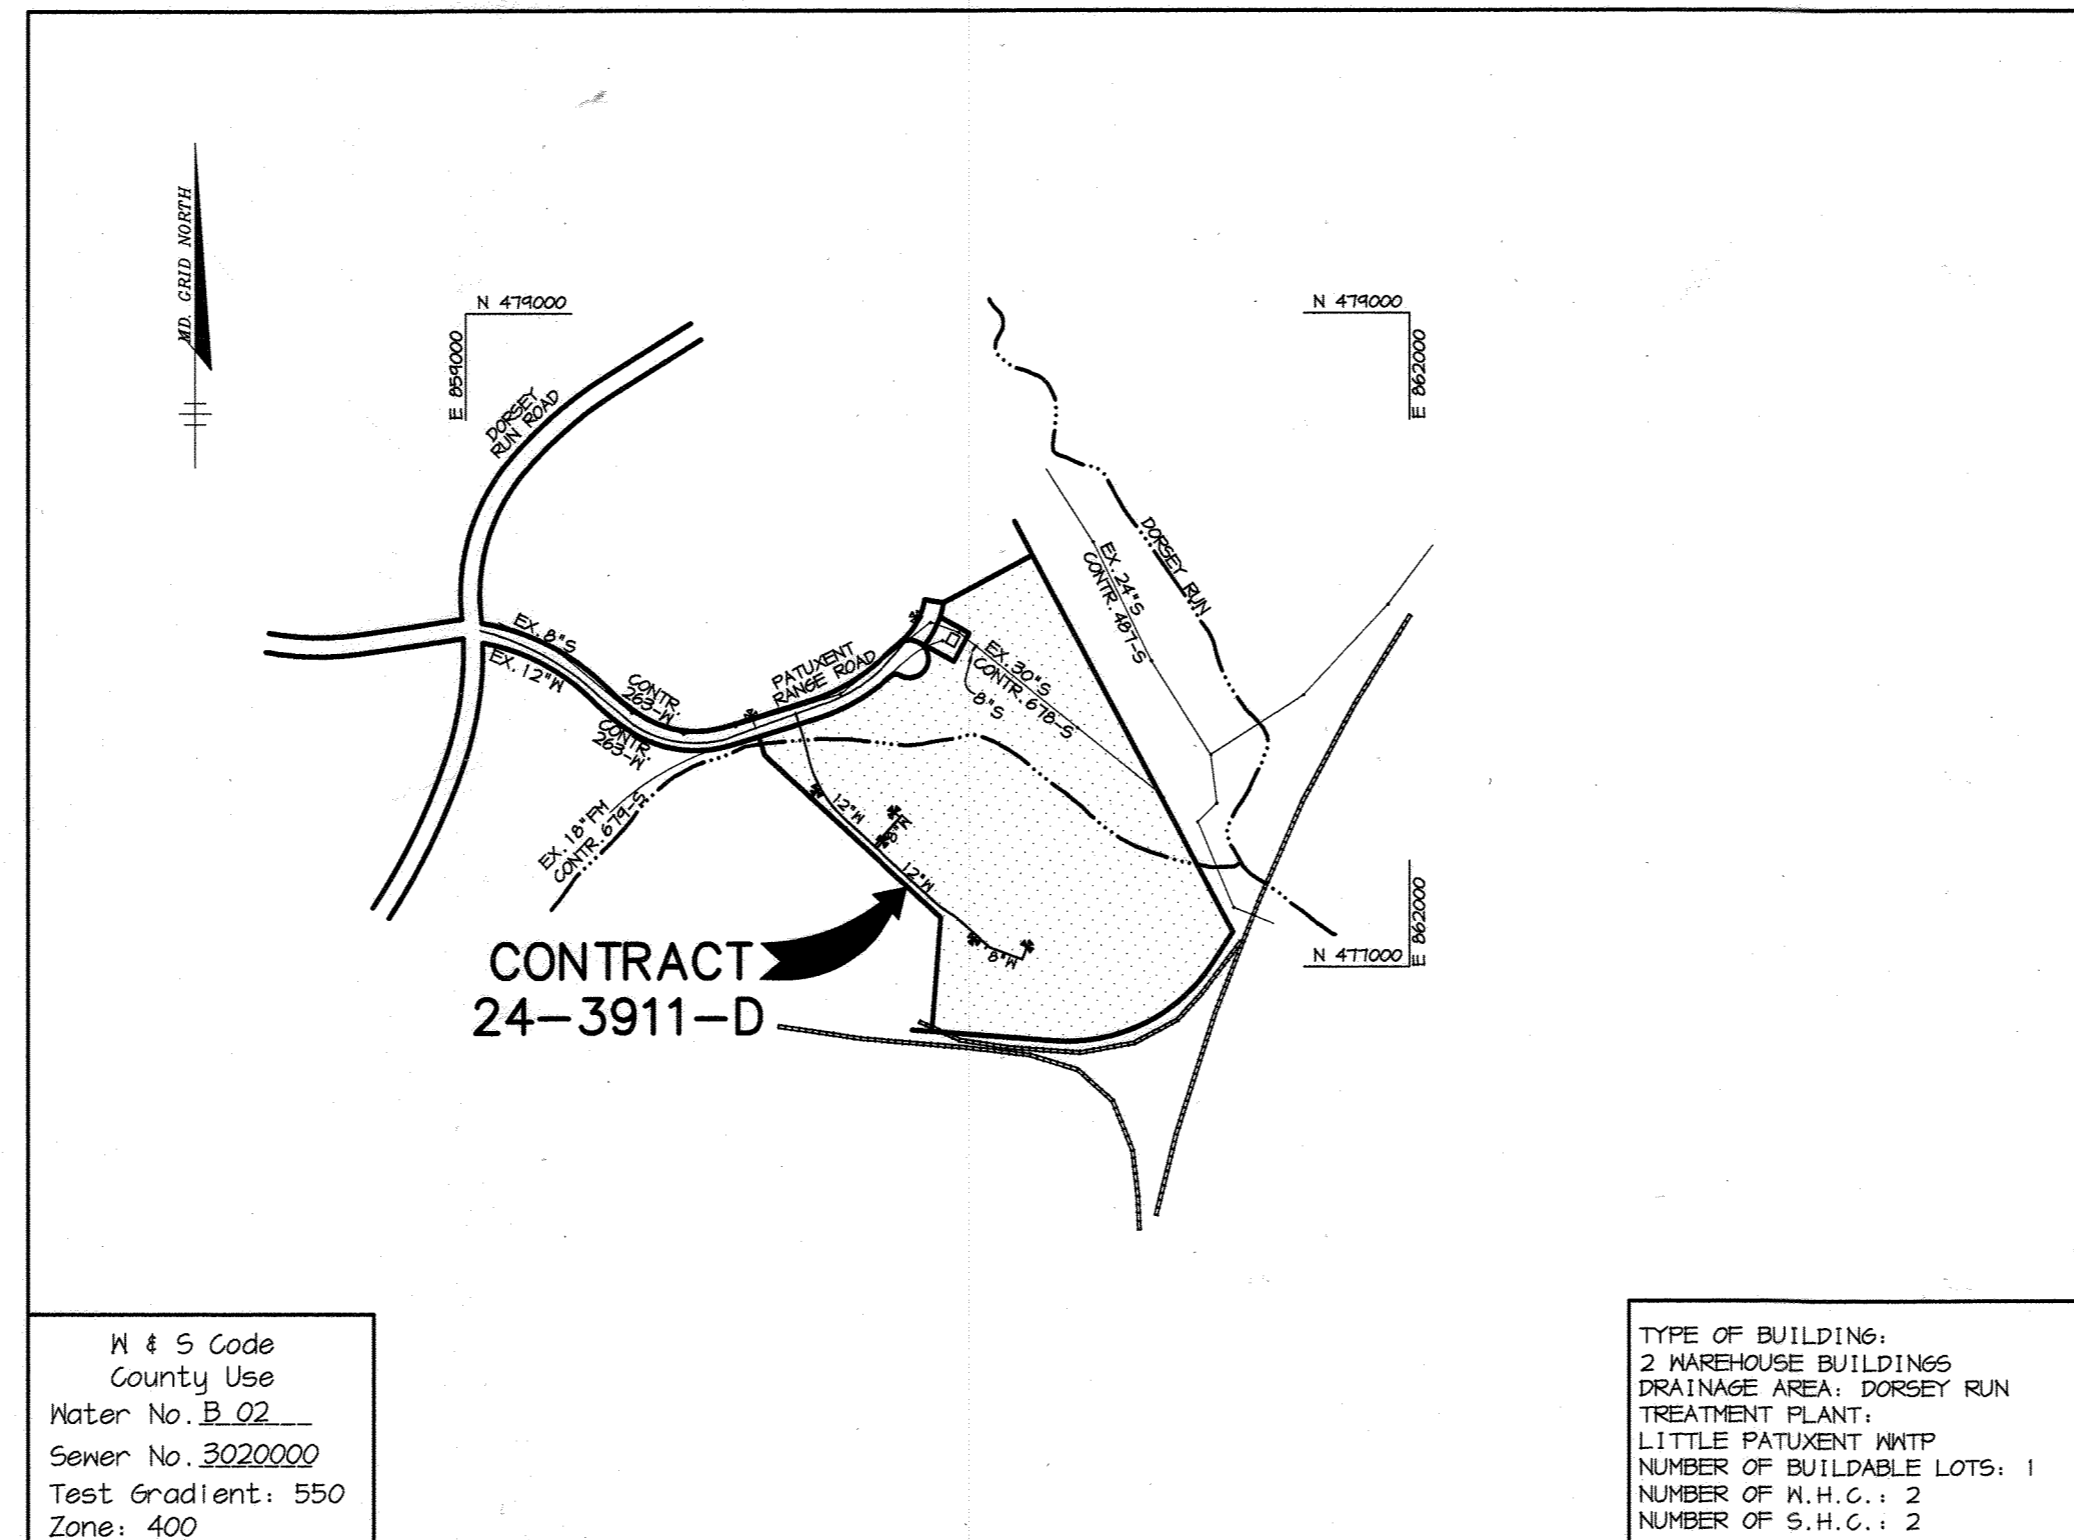 MD. GRID NORTH
N 479000
E 859000
N 479000
E 862000
DORSEY
RUN ROAD
DORSEY RUN
EX. 24"S
CONTR. 487-S
EX. 8"S
EX. 12"W
CONTR.
263-W
CONTR.
263-W
PATUXENT
RANGE ROAD
EX. 30"S
CONTR. 678-S
8"S
EX. 18"FM
CONTR. 679-S
12"W
8"W
12"W
8"W
N 477000
E 862000
CONTRACT
24-3911-D
W & S Code
County Use
Water No. B 02
Sewer No. 3020000
Test Gradient: 550
Zone: 400
TYPE OF BUILDING:
2 WAREHOUSE BUILDINGS
DRAINAGE AREA: DORSEY RUN
TREATMENT PLANT:
LITTLE PATUXENT WWTP
NUMBER OF BUILDABLE LOTS: 1
NUMBER OF W.H.C.: 2
NUMBER OF S.H.C.: 2